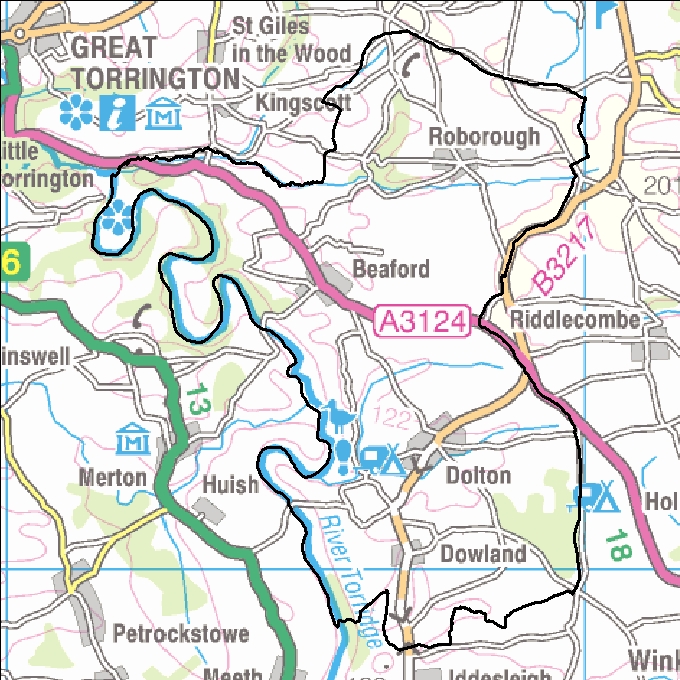 St Giles
in the Wood
GREAT
TORRINGTON
Kingscott
Roborough
ittle
orrington
201
B3217
6
Beaford
A3124
Riddlecombe
inswell
13
122
Merton
Huish
Dolton
Hol
River Torridge
18
Dowland
Petrockstowe
Wink
Meeth
Iddesleigh